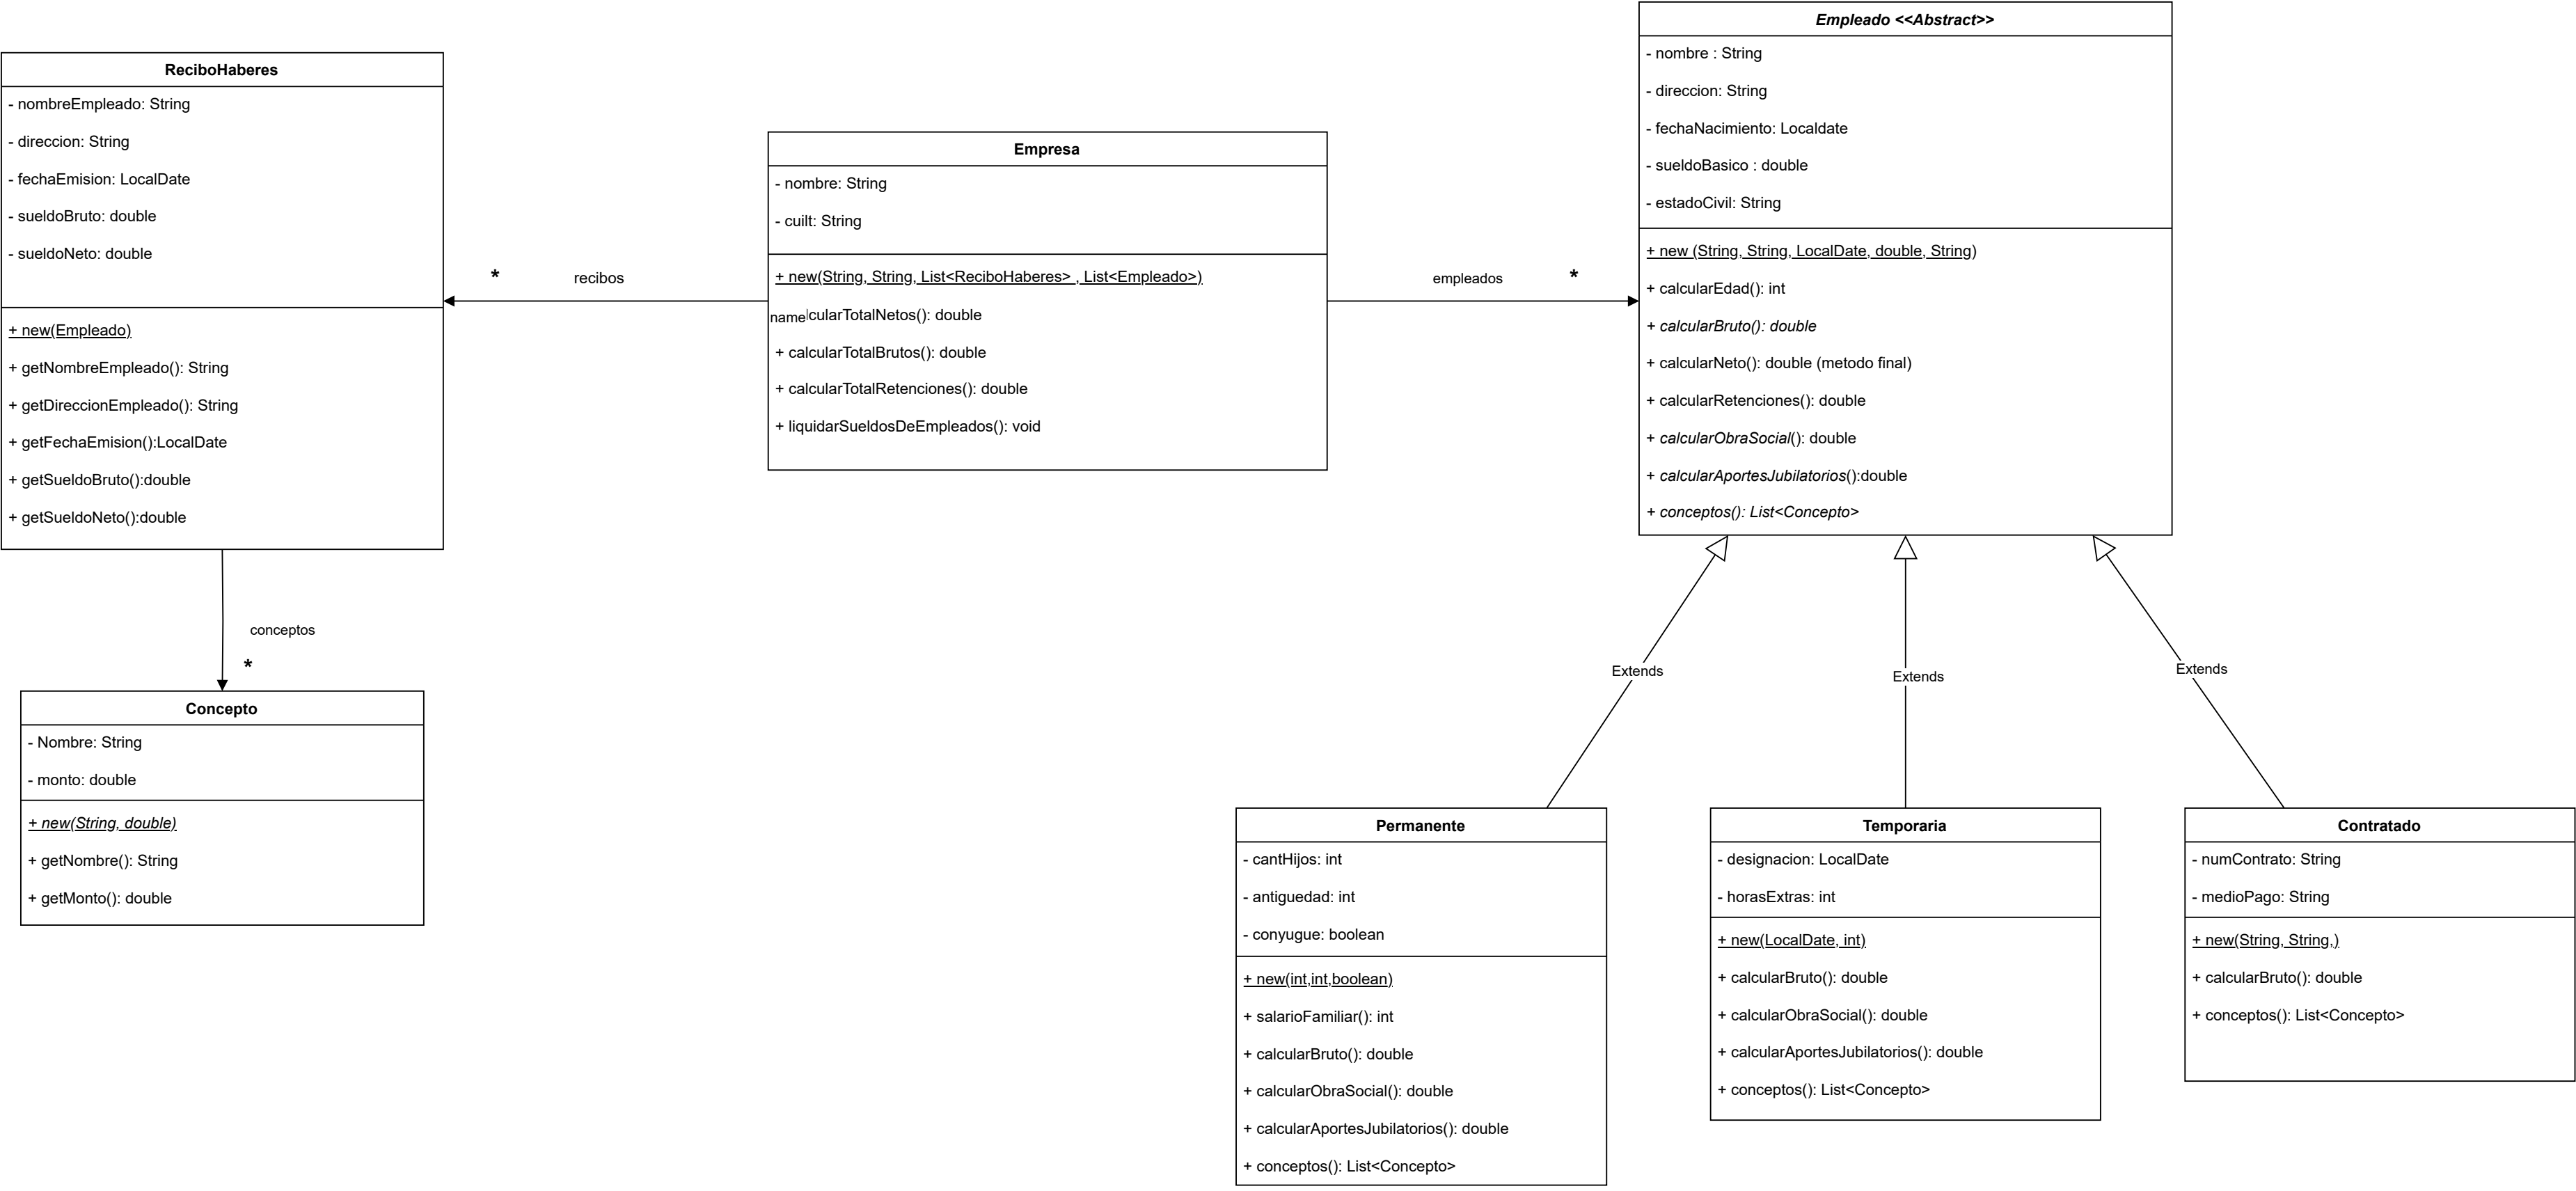 ReciboHaberes
- nombreEmpleado: String
- direccion: String
- fechaEmision: LocalDate
- sueldoBruto: double
- sueldoNeto: double
+ new(Empleado)
+ getNombreEmpleado(): String
+ getDireccionEmpleado(): String
+ getFechaEmision():LocalDate
+ getSueldoBruto():double
+ getSueldoNeto():double
* recibos
conceptos
*
Concepto
- Nombre: String
- monto: double
+ new(String, double)
+ getNombre(): String
+ getMonto(): double
Empresa
- nombre: String
- cuilt: String
+ new(String, String, List<ReciboHaberes> , List<Empleado>)
name
cularTotalNetos(): double
+ calcularTotalBrutos(): double
+ calcularTotalRetenciones(): double
+ liquidarSueldosDeEmpleados(): void
empleados *
Empleado <<Abstract>>
- nombre : String
- direccion: String
- fechaNacimiento: Localdate
- sueldoBasico : double
- estadoCivil: String
+ new (String, String, LocalDate, double, String)
+ calcularEdad(): int
+ calcularBruto(): double
+ calcularNeto(): double (metodo final)
+ calcularRetenciones(): double
+ calcularObraSocial(): double
+ calcularAportesJubilatorios():double
+ conceptos(): List<Concepto>
Extends
Extends
Extends
Permanente
- cantHijos: int
- antiguedad: int
- conyugue: boolean
+ new(int,int,boolean)
+ salarioFamiliar(): int
+ calcularBruto(): double
+ calcularObraSocial(): double
+ calcularAportesJubilatorios(): double
+ conceptos(): List<Concepto>
Temporaria
- designacion: LocalDate
- horasExtras: int
+ new(LocalDate, int)
+ calcularBruto(): double
+ calcularObraSocial(): double
+ calcularAportesJubilatorios(): double
+ conceptos(): List<Concepto>
Contratado
- numContrato: String
- medioPago: String
+ new(String, String,)
+ calcularBruto(): double
+ conceptos(): List<Concepto>